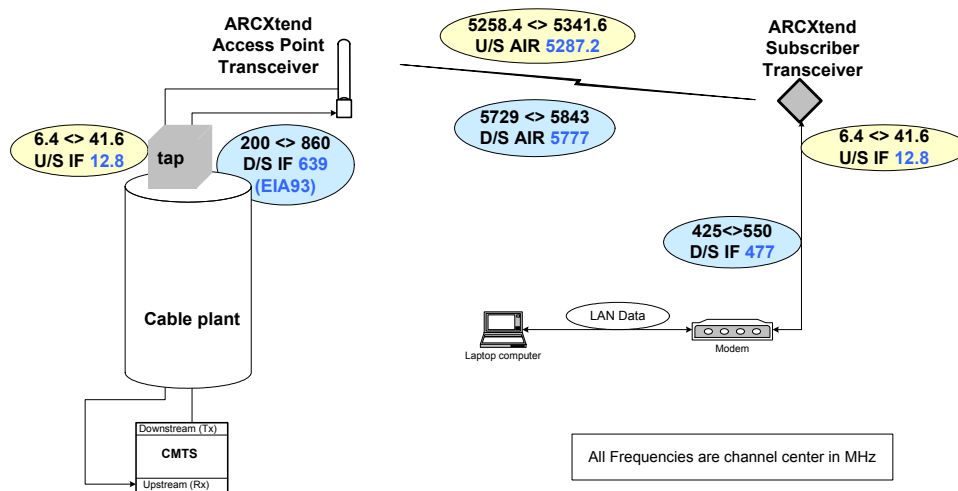 ARCXtend
Access Point
Transceiver
5258.4 <> 5341.6
U/S AIR 5287.2
ARCXtend
Subscriber
Transceiver
5729 <> 5843
D/S AIR 5777
6.4 <> 41.6
U/S IF 12.8
tap
200 <> 860
D/S IF 639
(EIA93)
6.4 <> 41.6
U/S IF 12.8
425<>550
D/S IF 477
Cable plant
LAN Data
Laptop computer
Modem
Downstream (Tx)
CMTS
Upstream (Rx)
All Frequencies are channel center in MHz